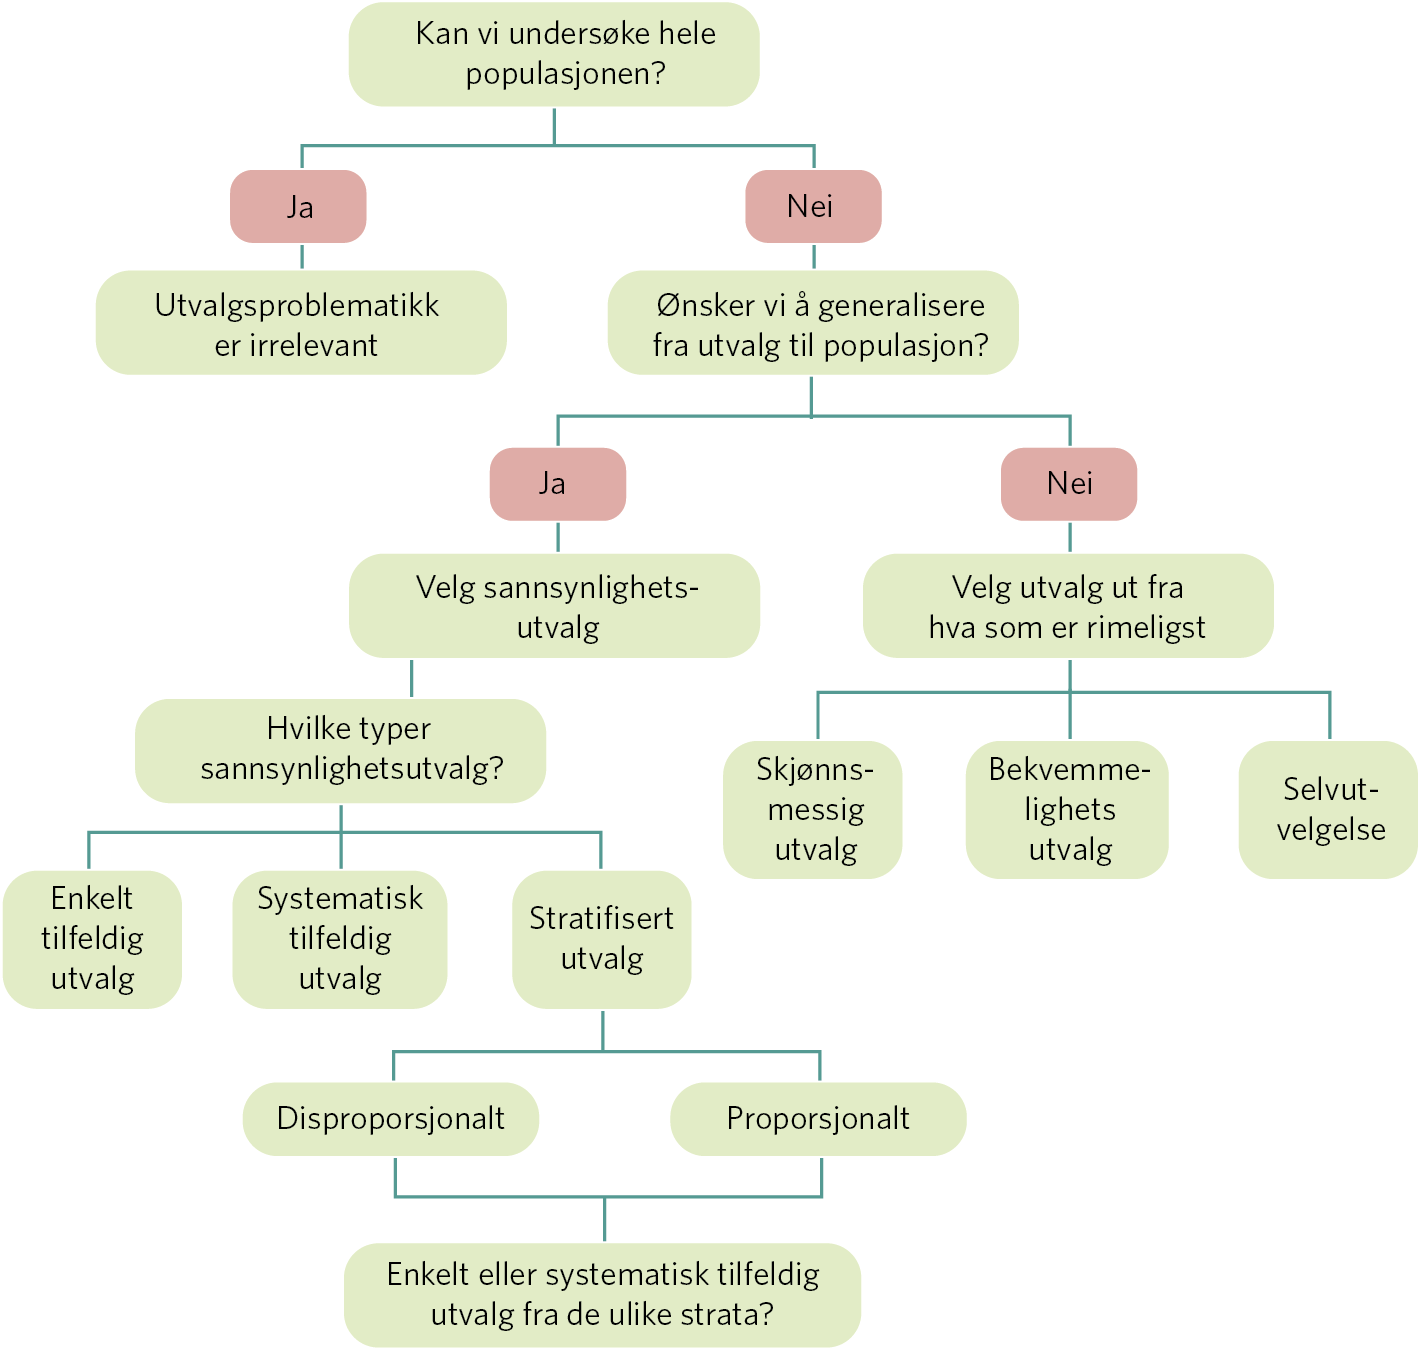 Kan vi undersøke hele
populasjonen?
Ja
Nei
Utvalgsproblematikk
er irrelevant
Ønsker vi å generalisere
fra utvalg til populasjon?
Ja
Nei
Velg sannsynlighets-
utvalg
Velg utvalg ut fra
hva som er rimeligst
Hvilke typer
sannsynlighetsutvalg?
Skjønns-
messig
utvalg
Bekvemme-
lighets
utvalg
Selvut-
velgelse
Enkelt
tilfeldig
utvalg
Systematisk
tilfeldig
utvalg
Stratifisert
utvalg
Disproporsjonalt
Proporsjonalt
Enkelt eller systematisk tilfeldig
utvalg fra de ulike strata?